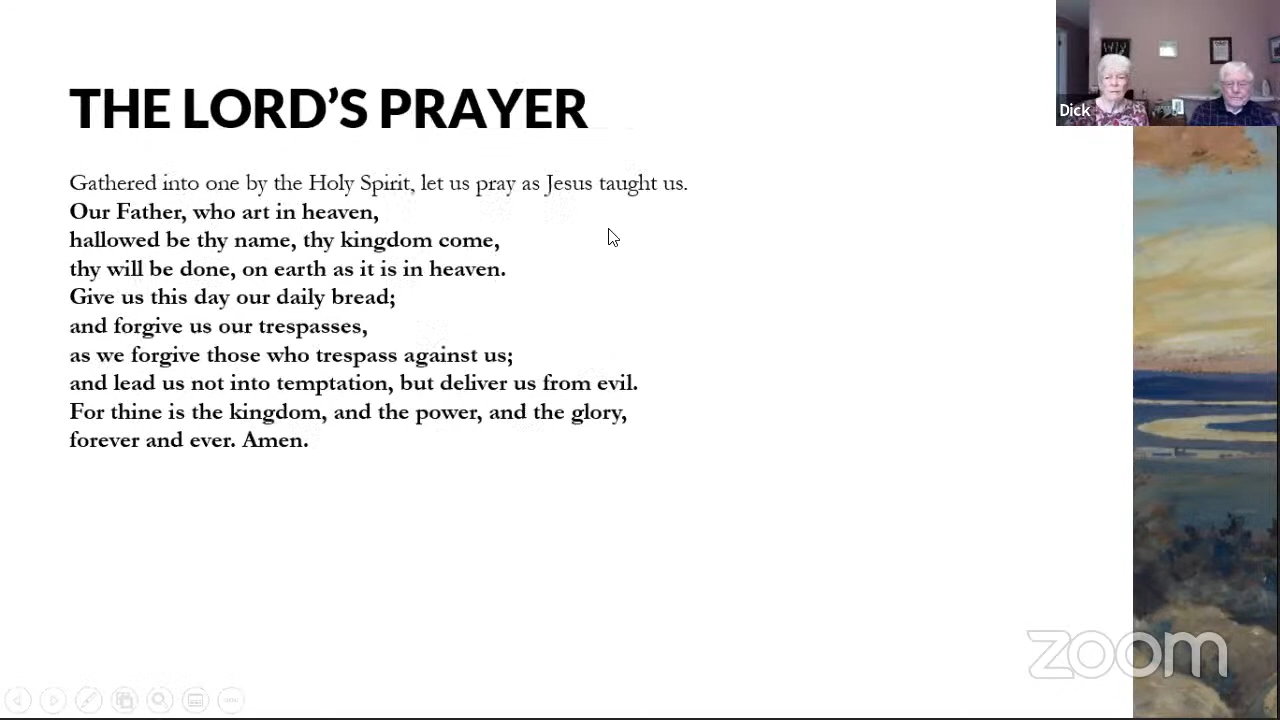 THE LORD’S PRAYER
Gathered into one by the Holy Spirit, let us pray as Jesus taught us.
Our Father, who art in heaven,
hallowed be thy name, thy kingdom come,
thy will be done, on earth as it is in heaven.
Give us this day our daily bread;
and forgive us our trespasses,
as we forgive those who trespass against us;
and lead us not into temptation, but deliver us from evil.
For thine is the kingdom, and the power, and the glory,
forever and ever. Amen.
Dick
zoom